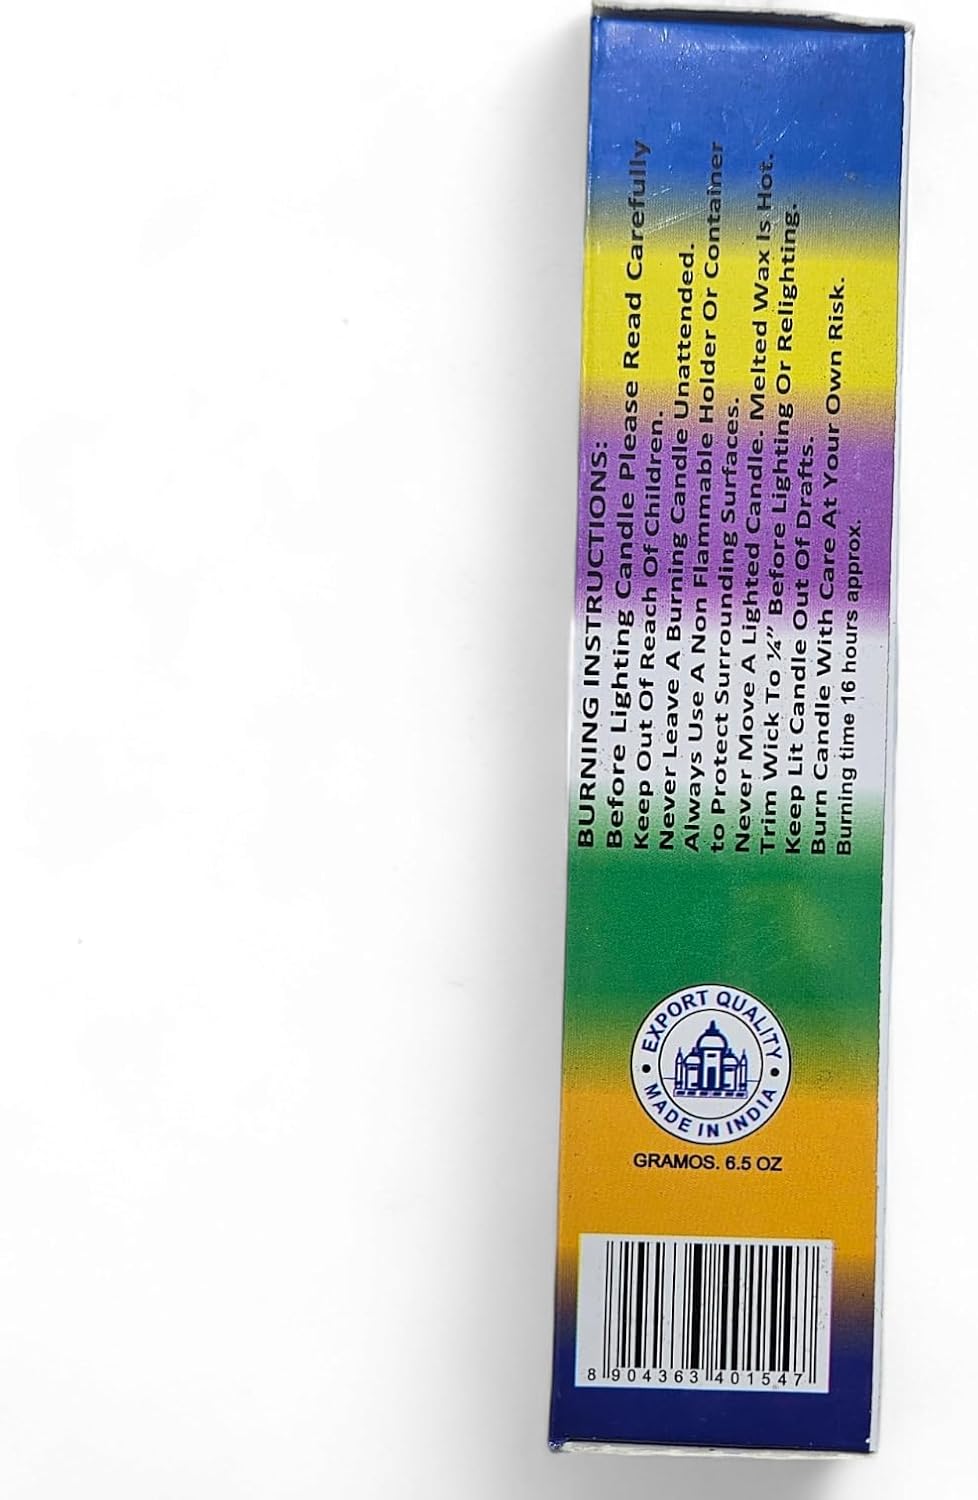 BURNING INSTRUCTIONS:
Before Lighting Candle Please Read Carefully
Keep Out Of Reach Of Children.
Never Leave A Burning Candle Unattended.
Always Use A Non Flammable Holder Or Container
to Protect Surrounding Surfaces.
Never Move A Lighted Candle. Melted Wax Is Hot.
Trim Wick To ¼” Before Lighting Or Relighting.
Keep Lit Candle Out Of Drafts.
Burn Candle With Care At Your Own Risk.
Burning time 16 hours approx.
• EXPORT QUALITY •
MADE IN INDIA
GRAMOS. 6.5 OZ
8 904363 401547